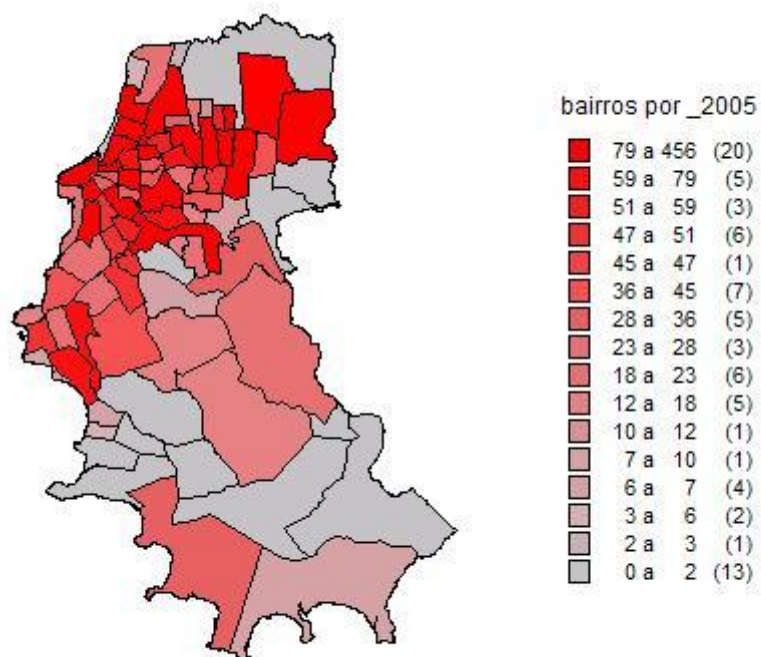 bairros por _2005
79 a 456 (20)
59 a 79 (5)
51 a 59 (3)
47 a 51 (6)
45 a 47 (1)
36 a 45 (7)
28 a 36 (5)
23 a 28 (3)
18 a 23 (6)
12 a 18 (5)
10 a 12 (1)
7 a 10 (1)
6 a 7 (4)
3 a 6 (2)
2 a 3 (1)
0 a 2 (13)